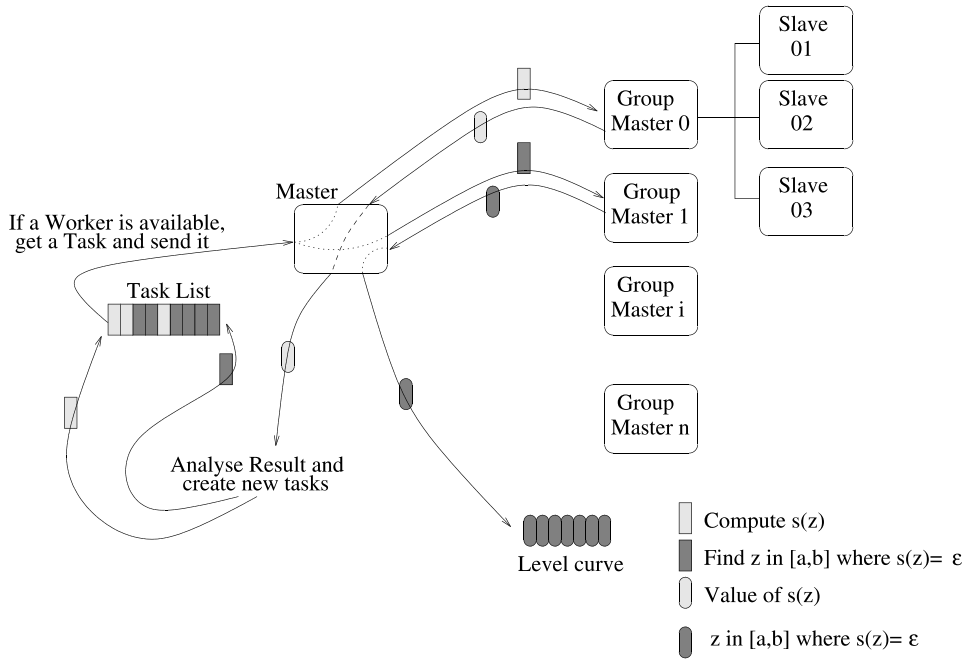 Slave
01
Group
Master 0
Slave
02
Master
Group
Master 1
Slave
03
If a Worker is available,
get a Task and send it
Task List
Group
Master i
Group
Master n
Analyse Result and
create new tasks
Level curve
Compute s(z)
Find z in [a,b] where s(z)= ε
Value of s(z)
z in [a,b] where s(z)= ε